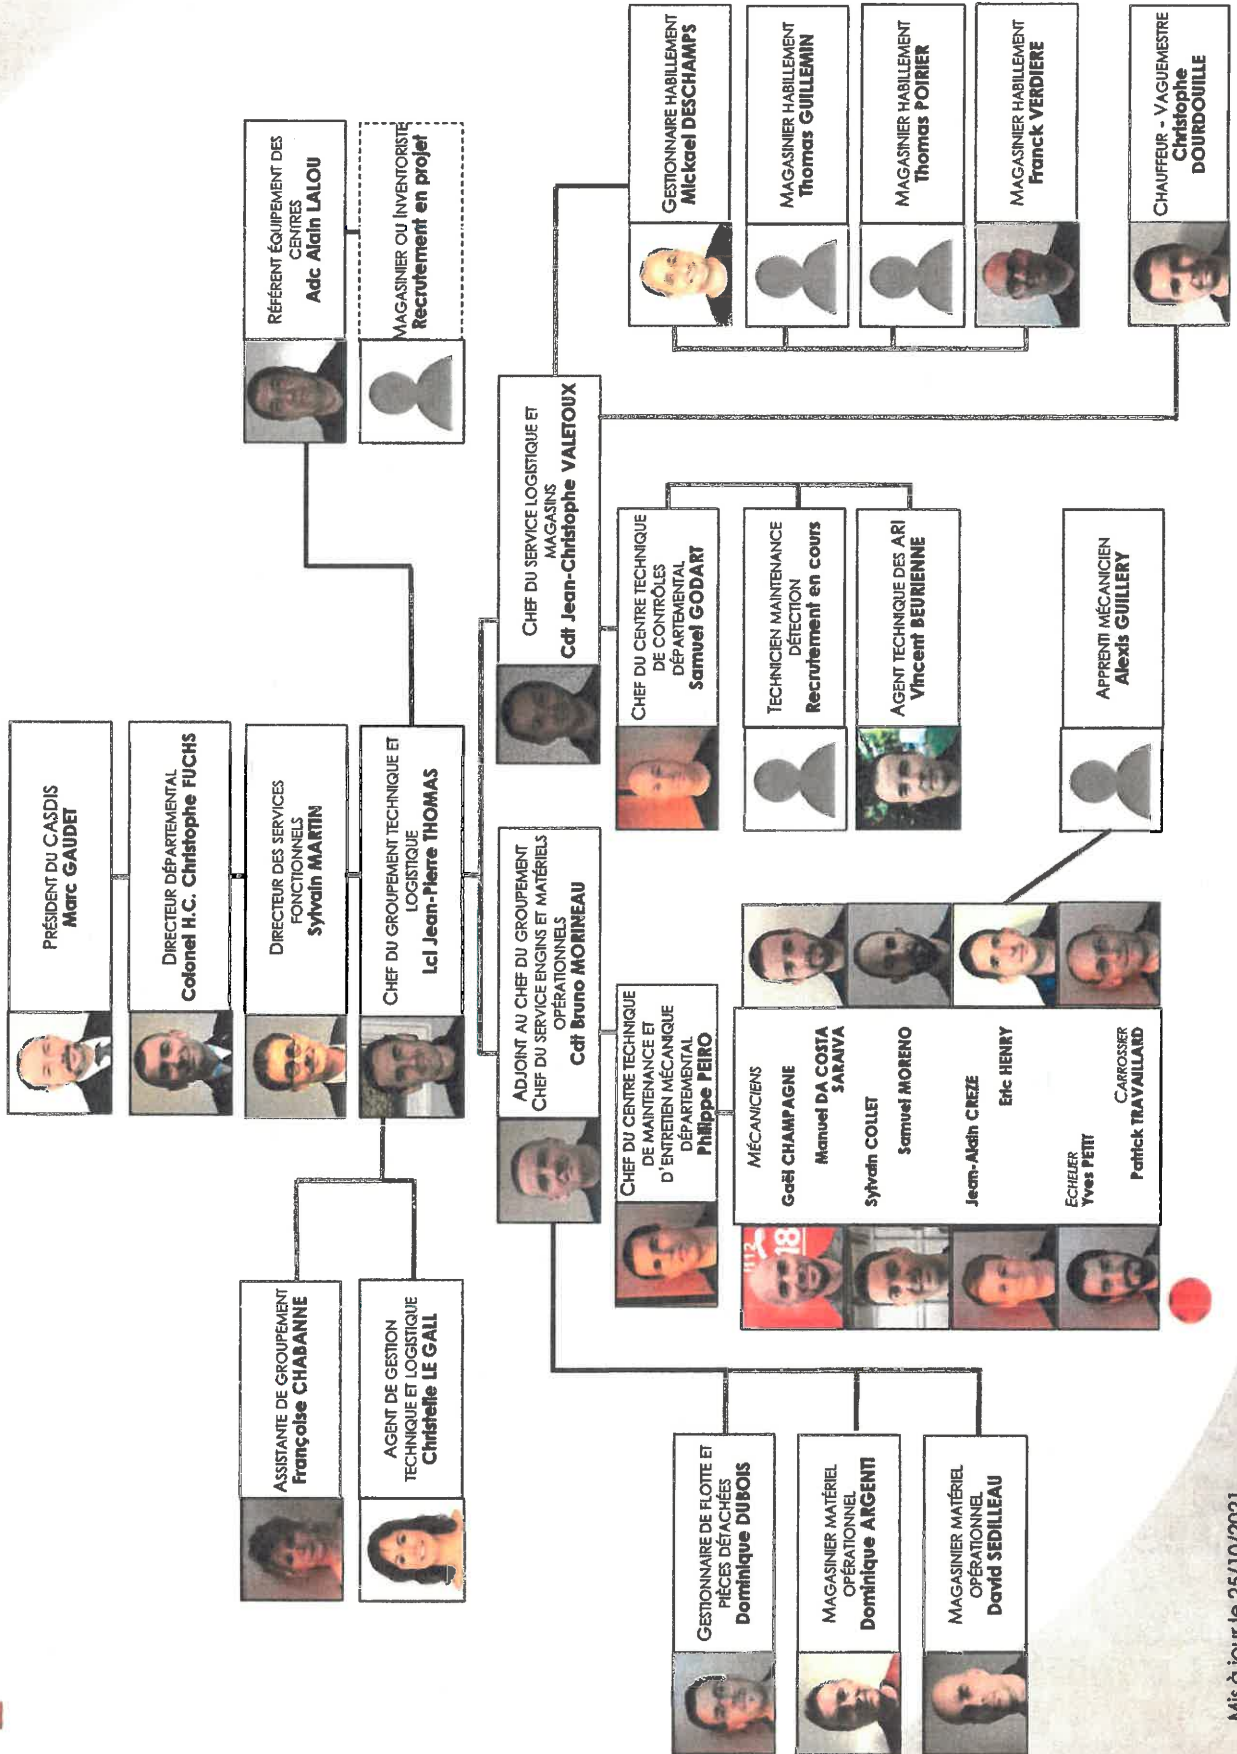 PRÉSIDENT DU CASDIS
Marc GAUDET
DIRECTEUR DÉPARTEMENTAL
Colonel H.C. Christophe FUCHS
DIRECTEUR DES SERVICES
FONCTIONNELS
Sylvain MARTIN
CHEF DU GROUPEMENT TECHNIQUE ET
LOGISTIQUE
Lcl Jean-Pierre THOMAS
ASSISTANTE DE GROUPEMENT
Françoise CHABANNE
AGENT DE GESTION
TECHNIQUE ET LOGISTIQUE
Christelle LE GALL
RÉFÉRENT ÉQUIPEMENT DES
CENTRES
Adc Alain LALOU
MAGASINIER OU INVENTORISTE
Recrutement en projet
ADJOINT AU CHEF DU GROUPEMENT
CHEF DU SERVICE ENGINS ET MATÉRIELS
OPÉRATIONNELS
Cdt Bruno MORINEAU
CHEF DU SERVICE LOGISTIQUE ET
MAGASINS
Cdt Jean-Christophe VALETOUX
GESTIONNAIRE DE FLOTTE ET
PIÈCES DÉTACHÉES
Dominique DUBOIS
MAGASINIER MATÉRIEL
OPÉRATIONNEL
Dominique ARGENTI
MAGASINIER MATÉRIEL
OPÉRATIONNEL
David SEDILLEAU
CHEF DU CENTRE TECHNIQUE
DE MAINTENANCE ET
D'ENTRETIEN MÉCANIQUE
DÉPARTEMENTAL
Philippe PEIRO
MÉCANICIENS
Gaël CHAMPAGNE
Manuel DA COSTA
SARAIVA
Sylvain COLLET
Samuel MORENO
Jean-Alain CREZE
Eric HENRY
ECHELIER
Yves PETIT
CARROSSIER
Patrick TRAVAILLARD
112
18
CHEF DU CENTRE TECHNIQUE
DE CONTRÔLES
DÉPARTEMENTAL
Samuel GODART
TECHNICIEN MAINTENANCE
DÉTECTION
Recrutement en cours
AGENT TECHNIQUE DES ARI
Vincent BEURIENNE
APPRENTI MÉCANICIEN
Alexis GUILLERY
GESTIONNAIRE HABILLEMENT
Mickael DESCHAMPS
MAGASINIER HABILLEMENT
Thomas GUILLEMIN
MAGASINIER HABILLEMENT
Thomas POIRIER
MAGASINIER HABILLEMENT
Franck VERDIERE
CHAUFFEUR - VAGUEMESTRE
Christophe
DOURDOUILLE
Mis à jour le 25/10/2021